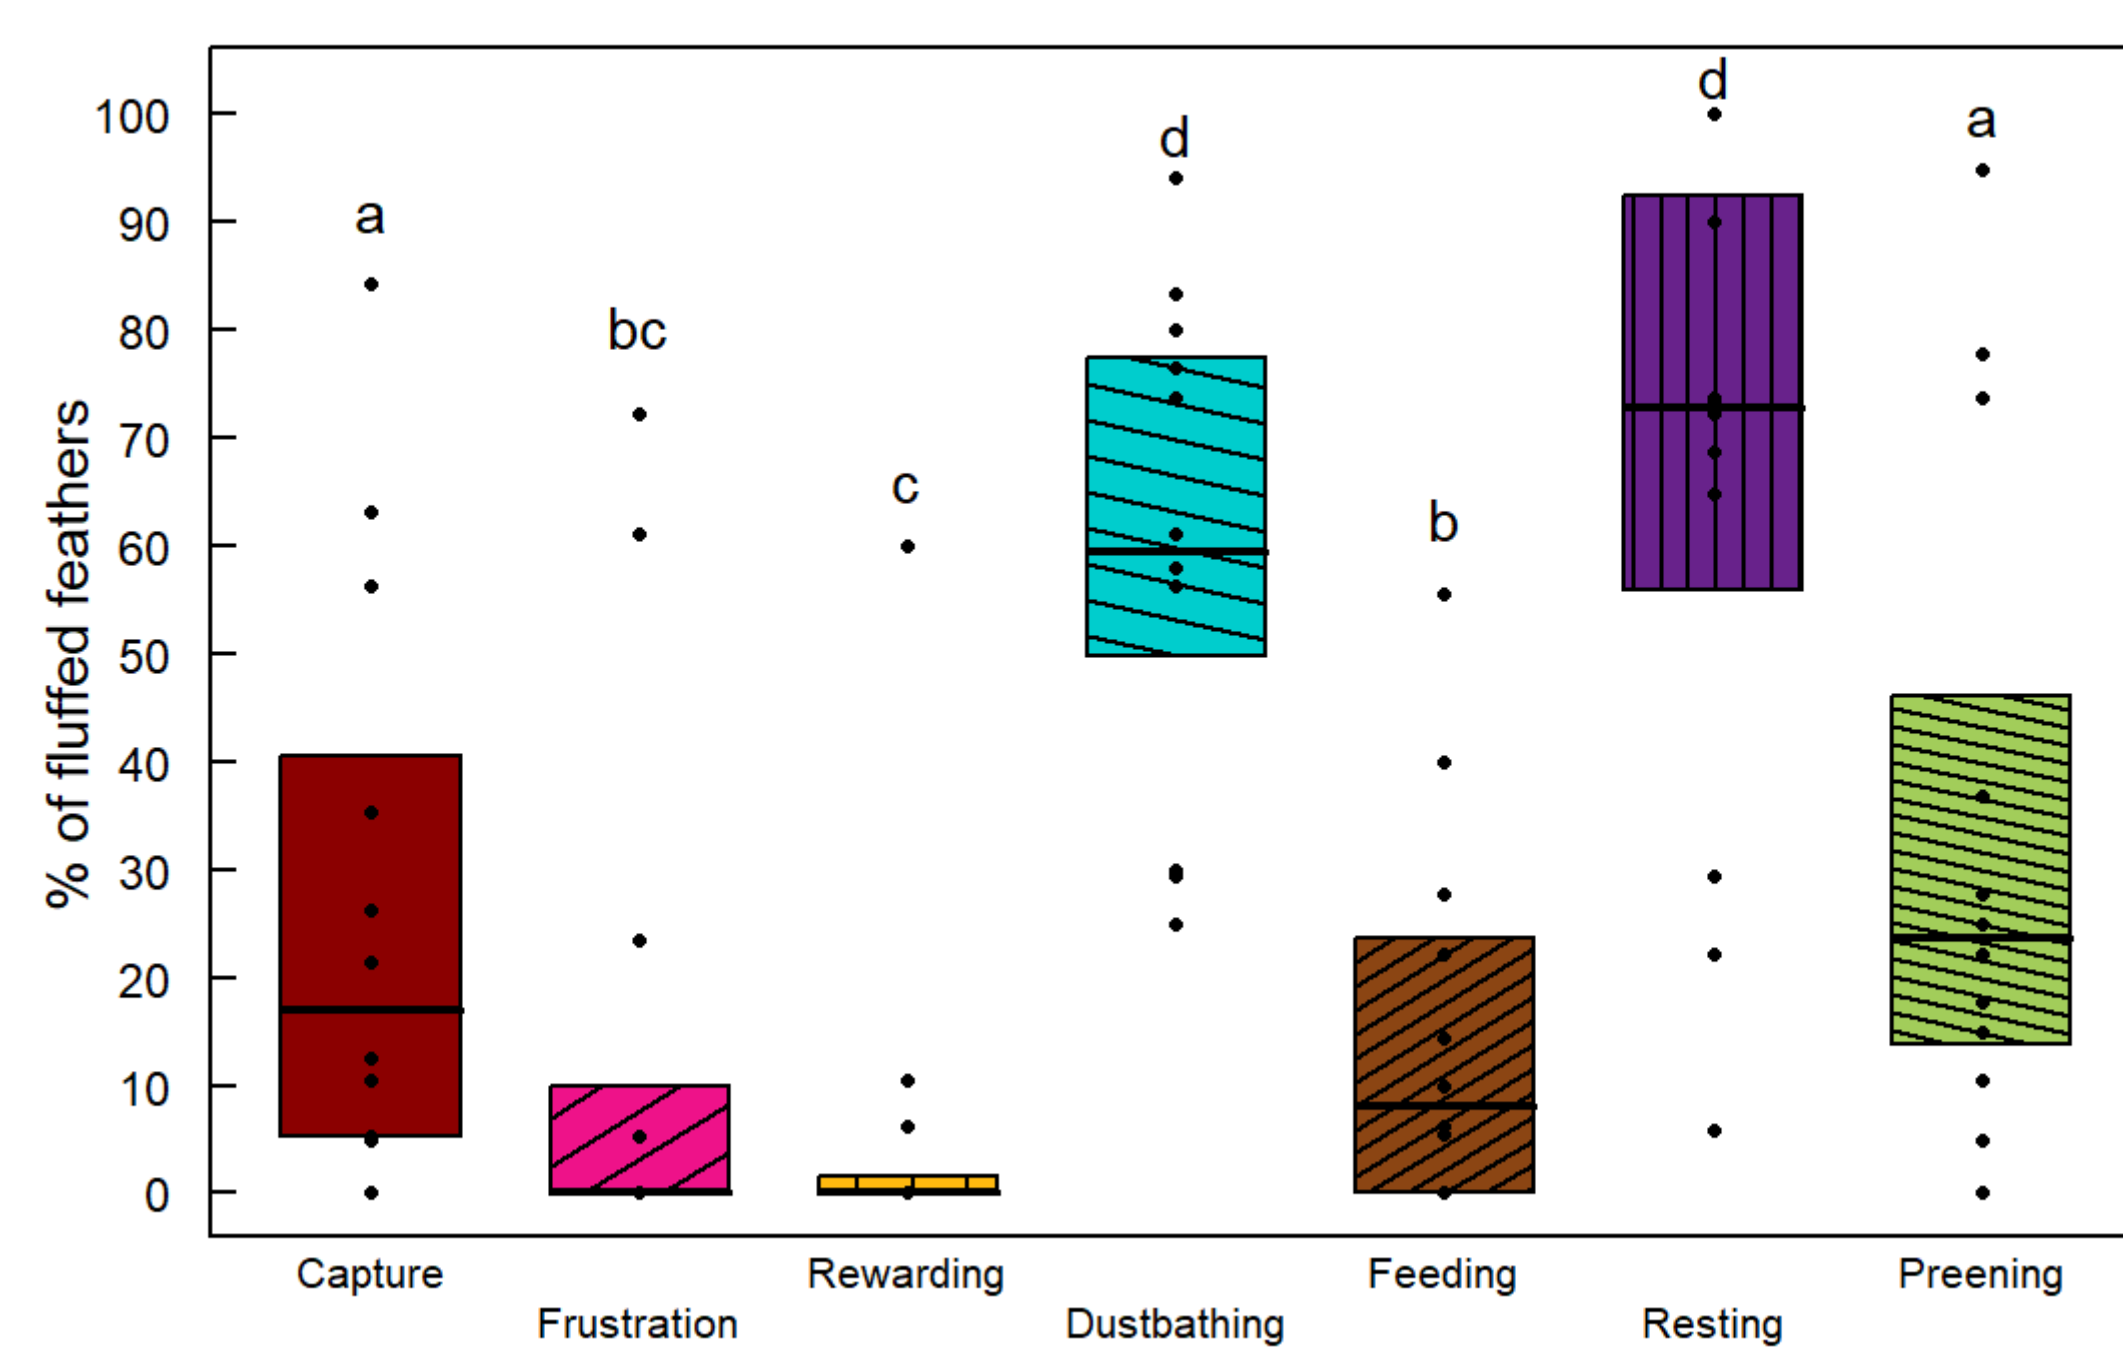 % of fluffed feathers
100
90
80
70
60
50
40
30
20
10
0
a
bc
c
d
b
d
a
Capture
Frustration
Rewarding
Dustbathing
Feeding
Resting
Preening